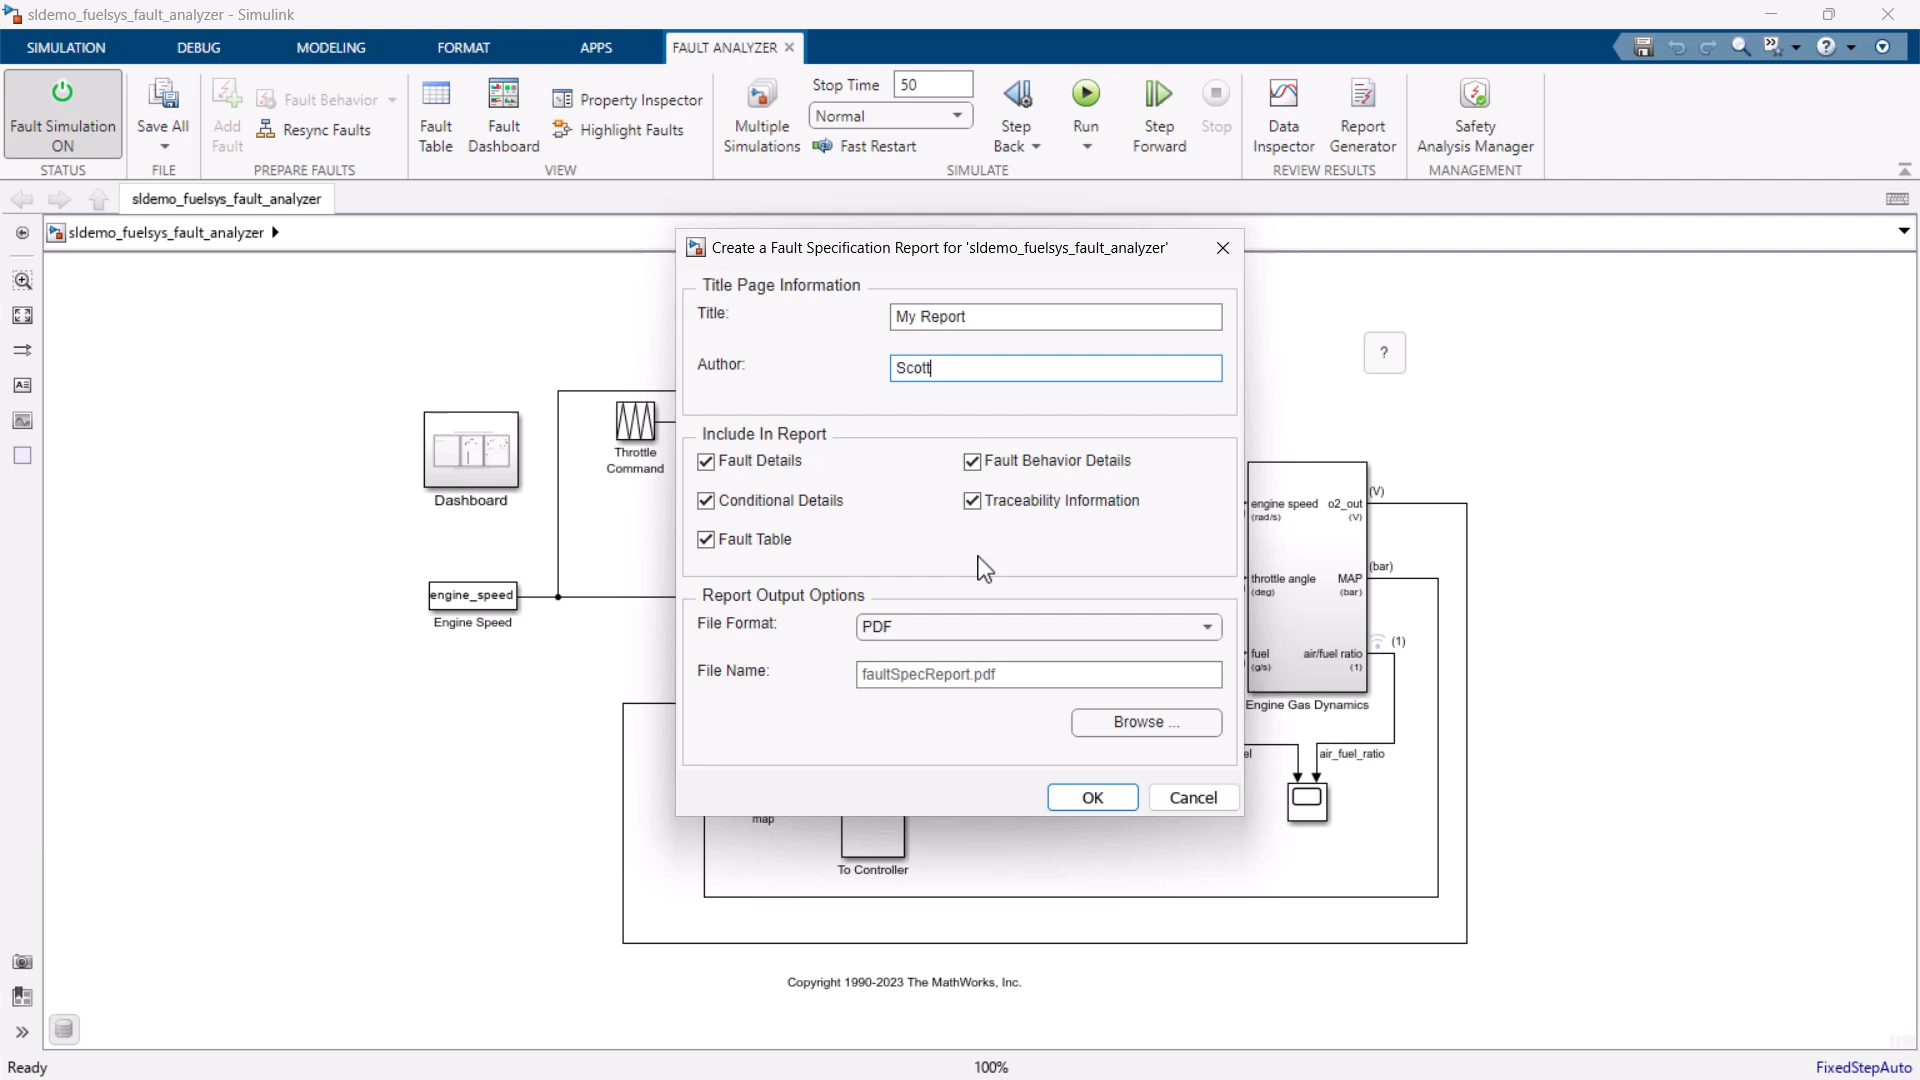 sldemo_fuelsys_fault_analyzer - Simulink
SIMULATION DEBUG MODELING FORMAT APPS FAULT ANALYZER
Fault Simulation ON
STATUS
Save All
FILE
Add Fault
Fault Behavior
Resync Faults
PREPARE FAULTS
Fault Table
Fault Dashboard
Property Inspector
Highlight Faults
VIEW
Multiple Simulations
Stop Time 50
Normal
Fast Restart
Step Back
Run
Step Forward
Stop
SIMULATE
Data Inspector
Report Generator
REVIEW RESULTS
Safety Analysis Manager
MANAGEMENT
sldemo_fuelsys_fault_analyzer
sldemo_fuelsys_fault_analyzer
Create a Fault Specification Report for 'sldemo_fuelsys_fault_analyzer'
Title Page Information
Title: My Report
Author: Scott
Include In Report
Fault Details
Fault Behavior Details
Conditional Details
Traceability Information
Fault Table
Report Output Options
File Format: PDF
File Name: faultSpecReport.pdf
Browse ...
OK Cancel
?
Dashboard
Throttle
Command
engine_speed
Engine Speed
engine speed
(rad/s)
o2_out
(V)
(V)
throttle angle
(deg)
MAP
(bar)
(bar)
fuel
(g/s)
air/fuel ratio
(1)
(1)
Engine Gas Dynamics
el
air_fuel_ratio
map
To Controller
Copyright 1990-2023 The MathWorks, Inc.
Ready
100%
FixedStepAuto